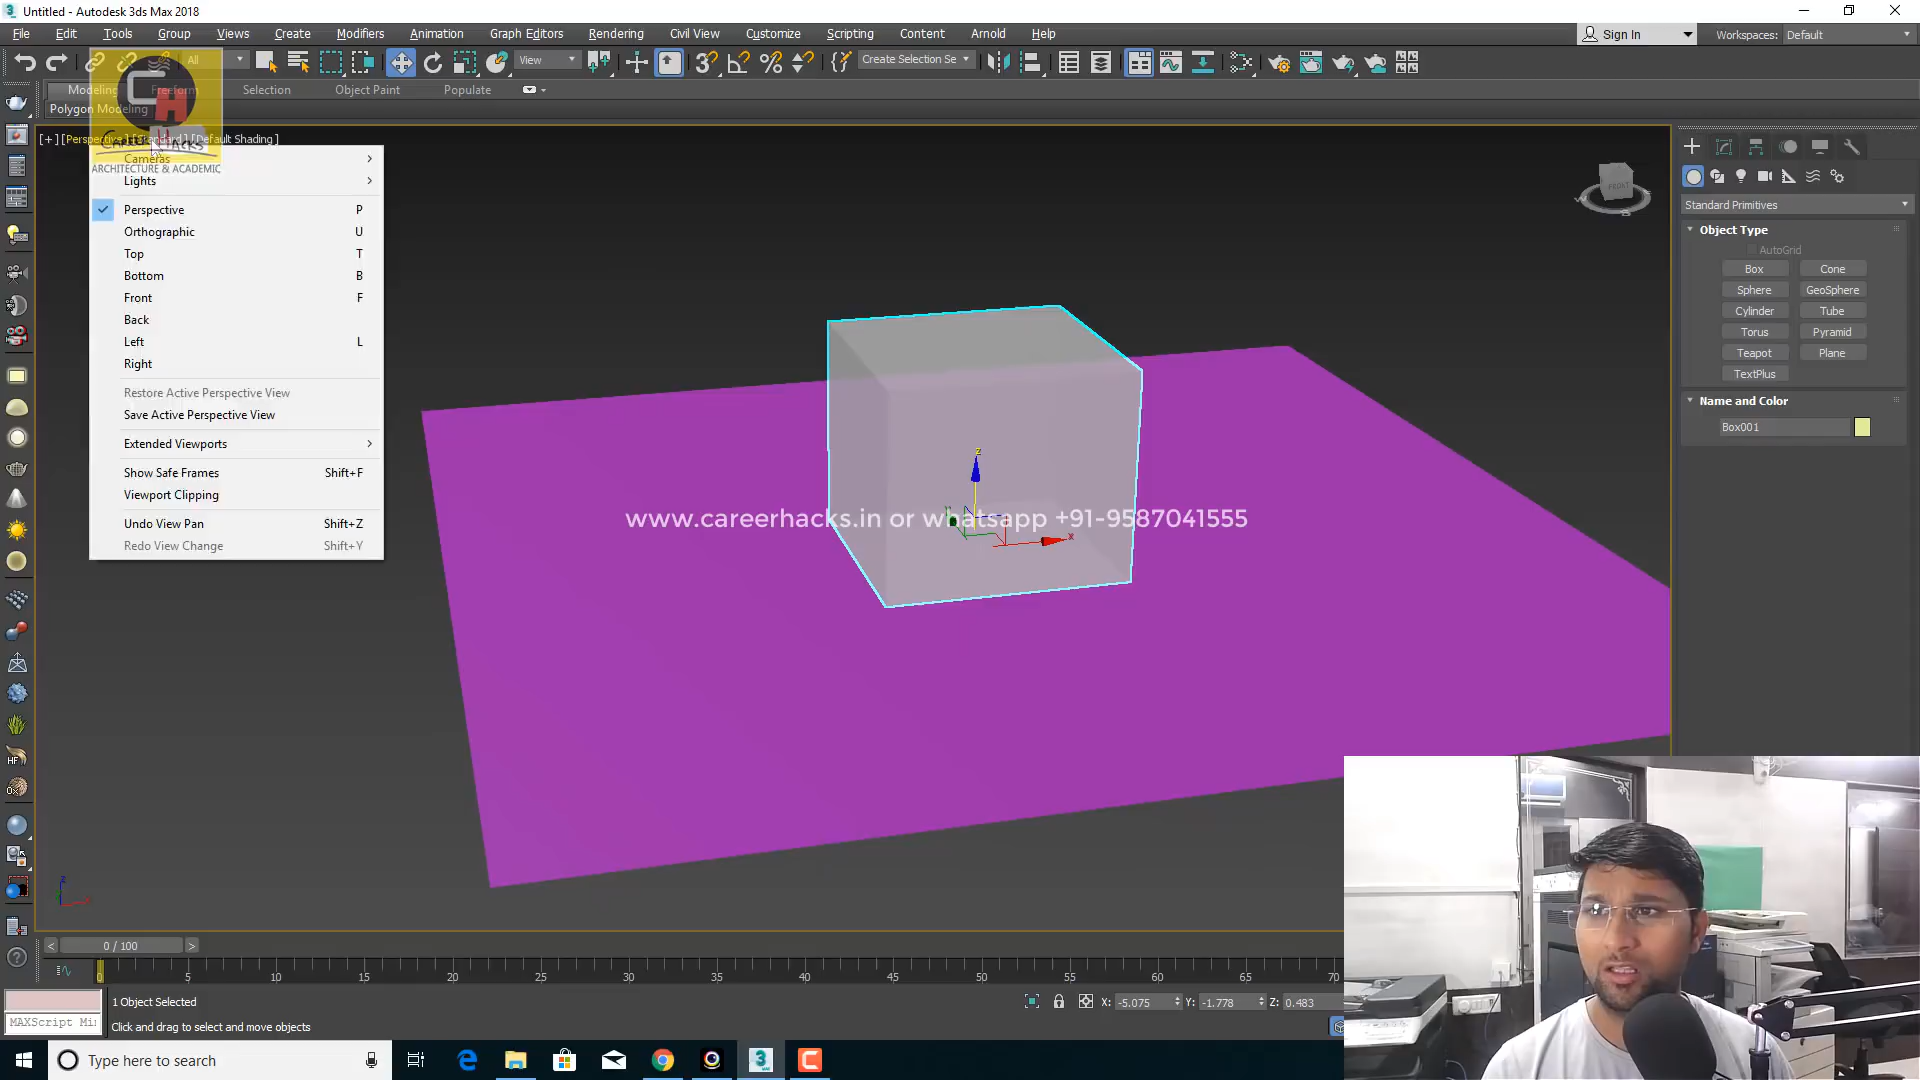 Untitled - Autodesk 3ds Max 2018
File Edit Tools Group Views Create Modifiers Animation Graph Editors Rendering Civil View Customize Scripting Content Arnold Help
Sign In
Workspaces: Default
All
View
Create Selection Se
Modeling Freeform Selection Object Paint Populate
Polygon Modeling
[+] [Perspective] [Standard] [Default Shading]
CAREER HACKS
ARCHITECTURE & ACADEMIC
Cameras
Lights
Perspective P
Orthographic U
Top T
Bottom B
Front F
Back
Left L
Right
Restore Active Perspective View
Save Active Perspective View
Extended Viewports
Show Safe Frames Shift+F
Viewport Clipping
Undo View Pan Shift+Z
Redo View Change Shift+Y
FRONT
Standard Primitives
Object Type
AutoGrid
Box Cone
Sphere GeoSphere
Cylinder Tube
Torus Pyramid
Teapot Plane
TextPlus
Name and Color
Box001
www.careerhacks.in or whatsapp +91-9587041555
z
x
0 / 100
0 5 10 15 20 25 30 35 40 45 50 55 60 65 70
1 Object Selected
X: -5.075 Y: -1.778 Z: 0.483
MAXScript Mi
Click and drag to select and move objects
Type here to search